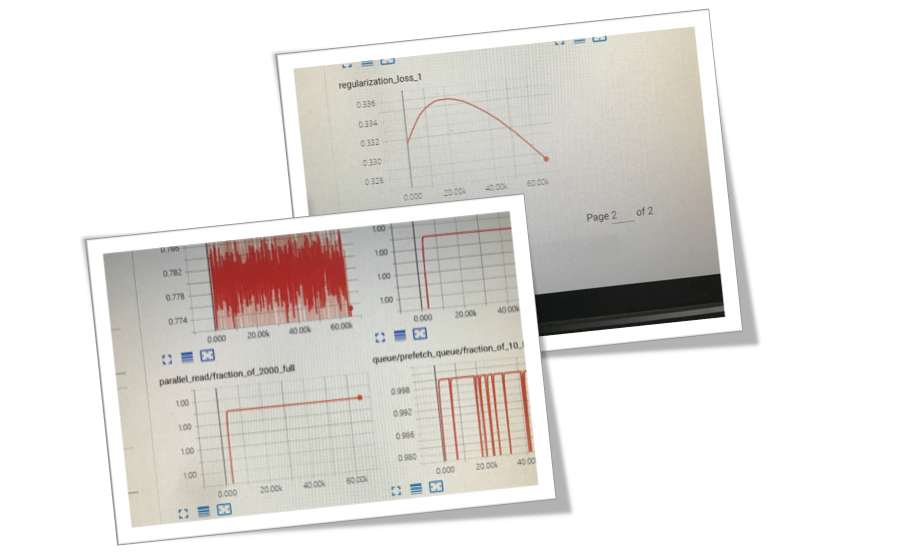 regularization_loss_1
0.336
0.334
0.332
0.330
0.328
0.000 20.00k 40.00k 60.00k
Page 2 of 2
0.786
0.782
0.778
0.774
0.000 20.00k 40.00k 60.00k
1.00
1.00
1.00
1.00
0.000 20.00k 40.00k
parallel_read/fraction_of_2000_full
1.00
1.00
1.00
1.00
0.000 20.00k 40.00k 60.00k
queue/prefetch_queue/fraction_of_10_
0.998
0.992
0.986
0.980
0.000 20.00k 40.00